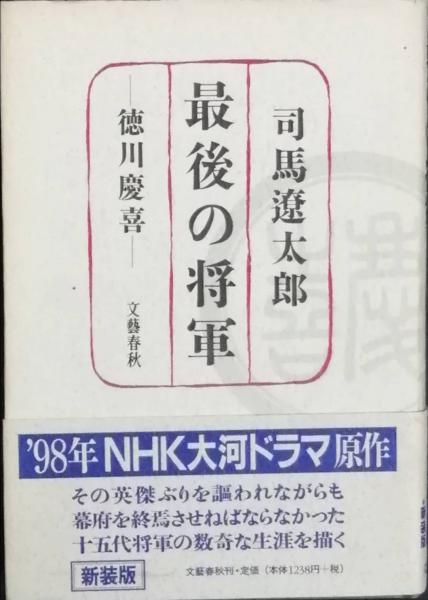 司馬遼太郎
最後の将軍
―徳川慶喜―
文藝春秋
'98年NHK大河ドラマ原作
その英傑ぶりを謳われながらも
幕府を終焉させねばならなかった
十五代将軍の数奇な生涯を描く
新装版
文藝春秋刊・定価（本体1238円+税）